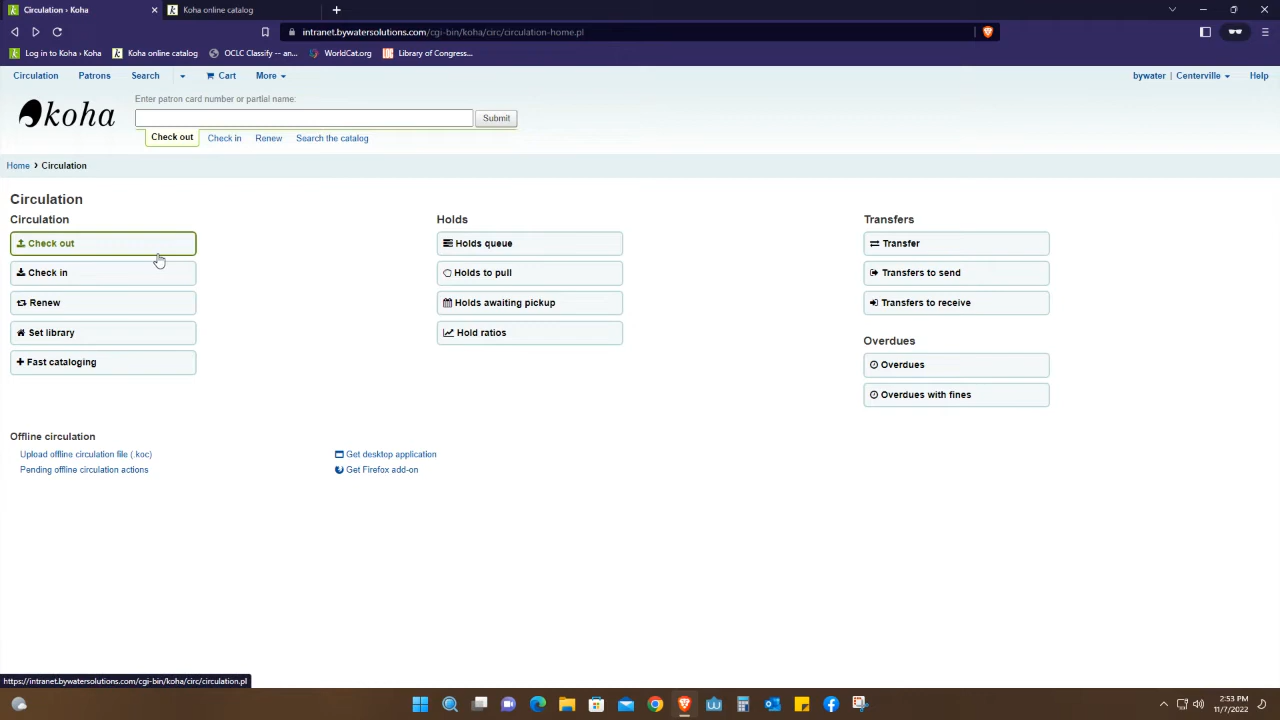 Circulation › Koha
Koha online catalog
intranet.bywatersolutions.com/cgi-bin/koha/circ/circulation-home.pl
Log in to Koha › Koha
Koha online catalog
OCLC Classify -- an...
WorldCat.org
Library of Congress...
Circulation
Patrons
Search
Cart
More
bywater | Centerville
Help
koha
Enter patron card number or partial name:
Submit
Check out
Check in
Renew
Search the catalog
Home › Circulation
Circulation
Circulation
Check out
Check in
Renew
Set library
Fast cataloging
Holds
Holds queue
Holds to pull
Holds awaiting pickup
Hold ratios
Transfers
Transfer
Transfers to send
Transfers to receive
Overdues
Overdues
Overdues with fines
Offline circulation
Upload offline circulation file (.koc)
Pending offline circulation actions
Get desktop application
Get Firefox add-on
https://intranet.bywatersolutions.com/cgi-bin/koha/circ/circulation.pl
2:53 PM
11/7/2022